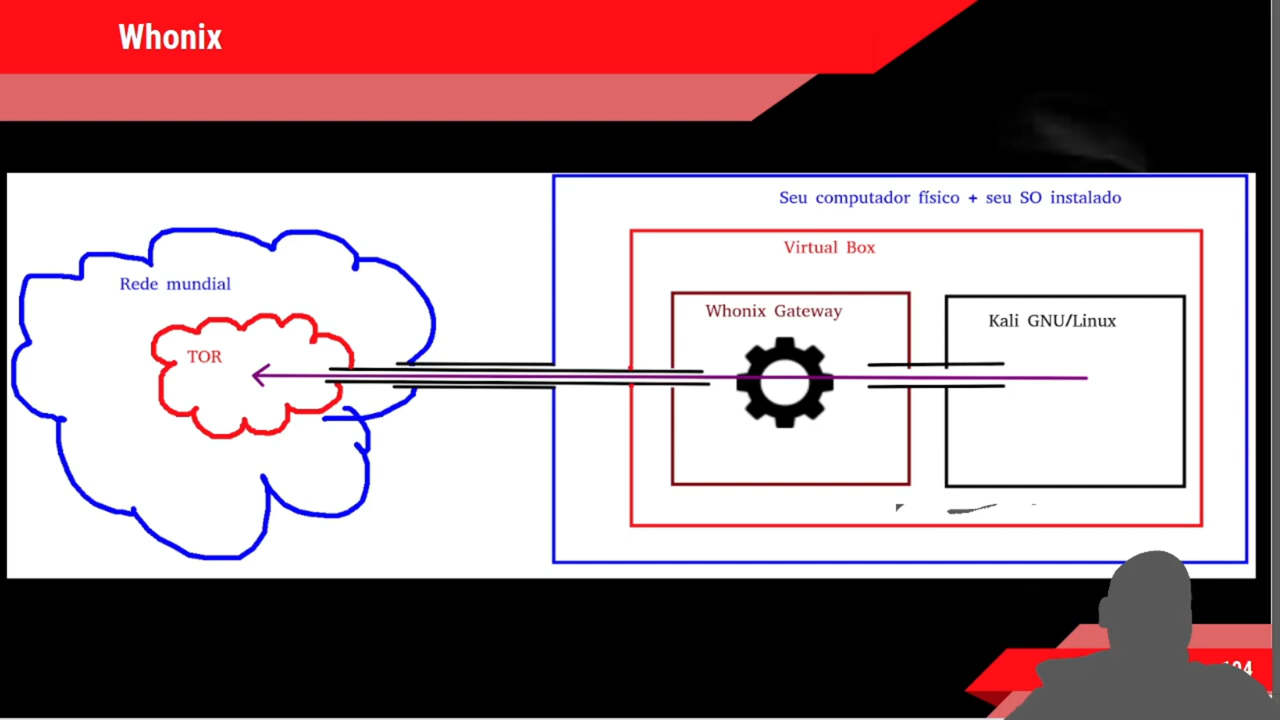 Whonix
Seu computador físico + seu SO instalado
Virtual Box
Rede mundial
Whonix Gateway
Kali GNU/Linux
TOR